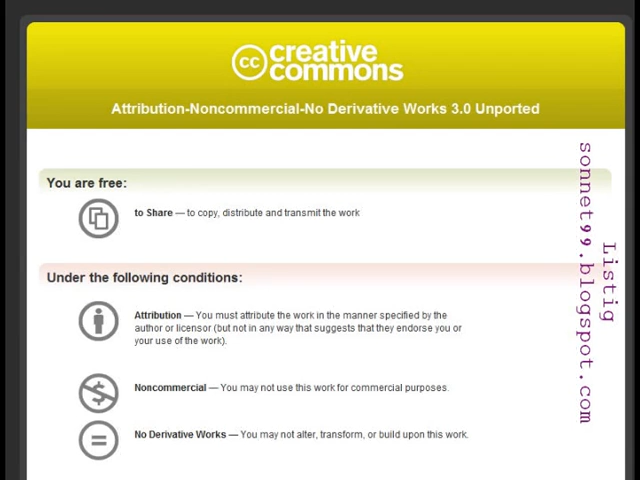 cc creative
commons
Attribution-Noncommercial-No Derivative Works 3.0 Unported
You are free:
to Share — to copy, distribute and transmit the work
Under the following conditions:
Attribution — You must attribute the work in the manner specified by the
author or licensor (but not in any way that suggests that they endorse you or
your use of the work).
Noncommercial — You may not use this work for commercial purposes.
No Derivative Works — You may not alter, transform, or build upon this work.
Listig
sonnet99.blogspot.com